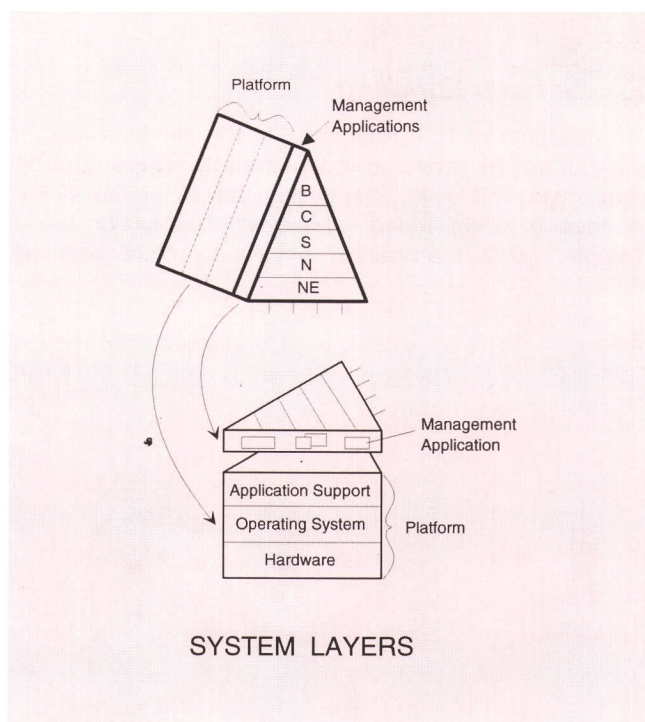 Platform
Management
Applications
B
C
S
N
NE
Management
Application
Application Support
Operating System
Platform
Hardware
SYSTEM LAYERS